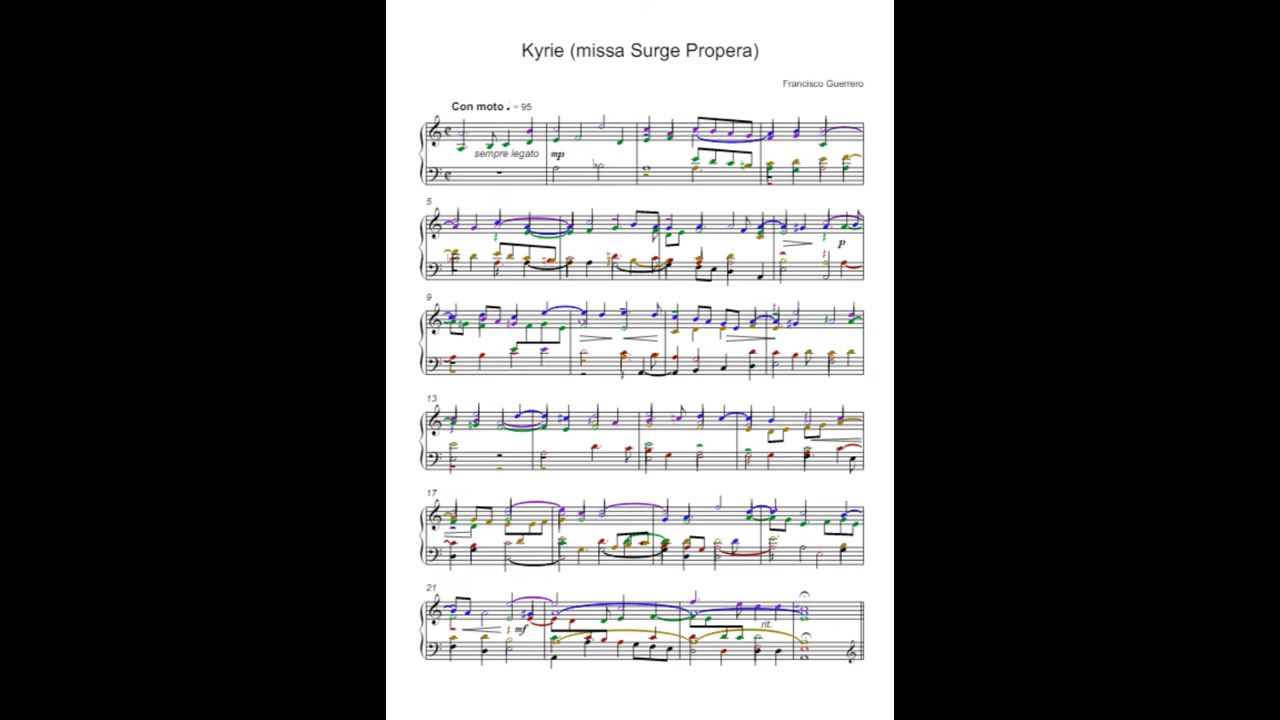 Kyrie (missa Surge Propera)
Francisco Guerrero
Con moto ♩. = 95
sempre legato mp
5
p
9
13
17
21
mf
rit.